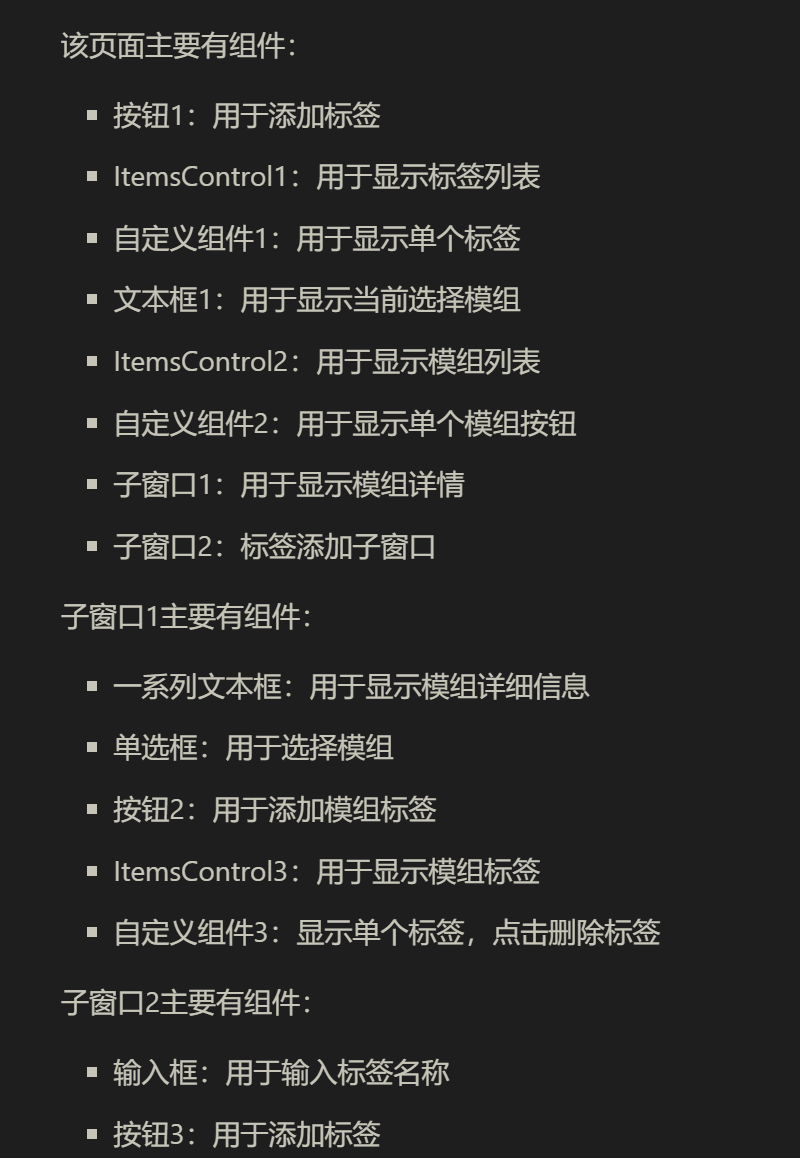 该页面主要有组件：
按钮1：用于添加标签
ItemsControl1：用于显示标签列表
自定义组件1：用于显示单个标签
文本框1：用于显示当前选择模组
ItemsControl2：用于显示模组列表
自定义组件2：用于显示单个模组按钮
子窗口1：用于显示模组详情
子窗口2：标签添加子窗口
子窗口1主要有组件：
一系列文本框：用于显示模组详细信息
单选框：用于选择模组
按钮2：用于添加模组标签
ItemsControl3：用于显示模组标签
自定义组件3：显示单个标签，点击删除标签
子窗口2主要有组件：
输入框：用于输入标签名称
按钮3：用于添加标签